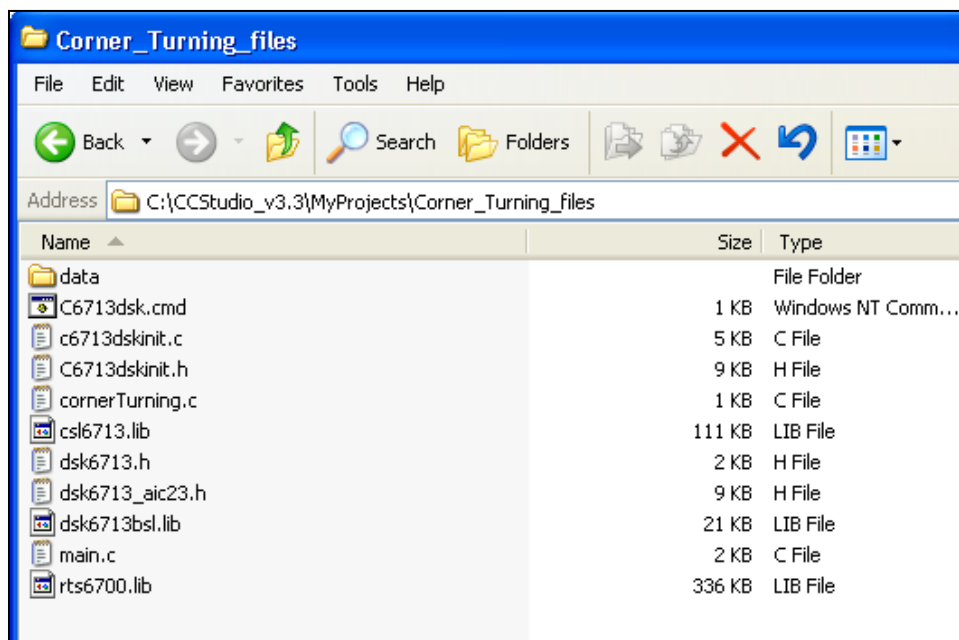 Corner_Turning_files
File Edit View Favorites Tools Help
Back Search Folders
Address C:\CCStudio_v3.3\MyProjects\Corner_Turning_files
Name Size Type
data File Folder
C6713dsk.cmd 1 KB Windows NT Comm...
c6713dskinit.c 5 KB C File
C6713dskinit.h 9 KB H File
cornerTurning.c 1 KB C File
csl6713.lib 111 KB LIB File
dsk6713.h 2 KB H File
dsk6713_aic23.h 9 KB H File
dsk6713bsl.lib 21 KB LIB File
main.c 2 KB C File
rts6700.lib 336 KB LIB File